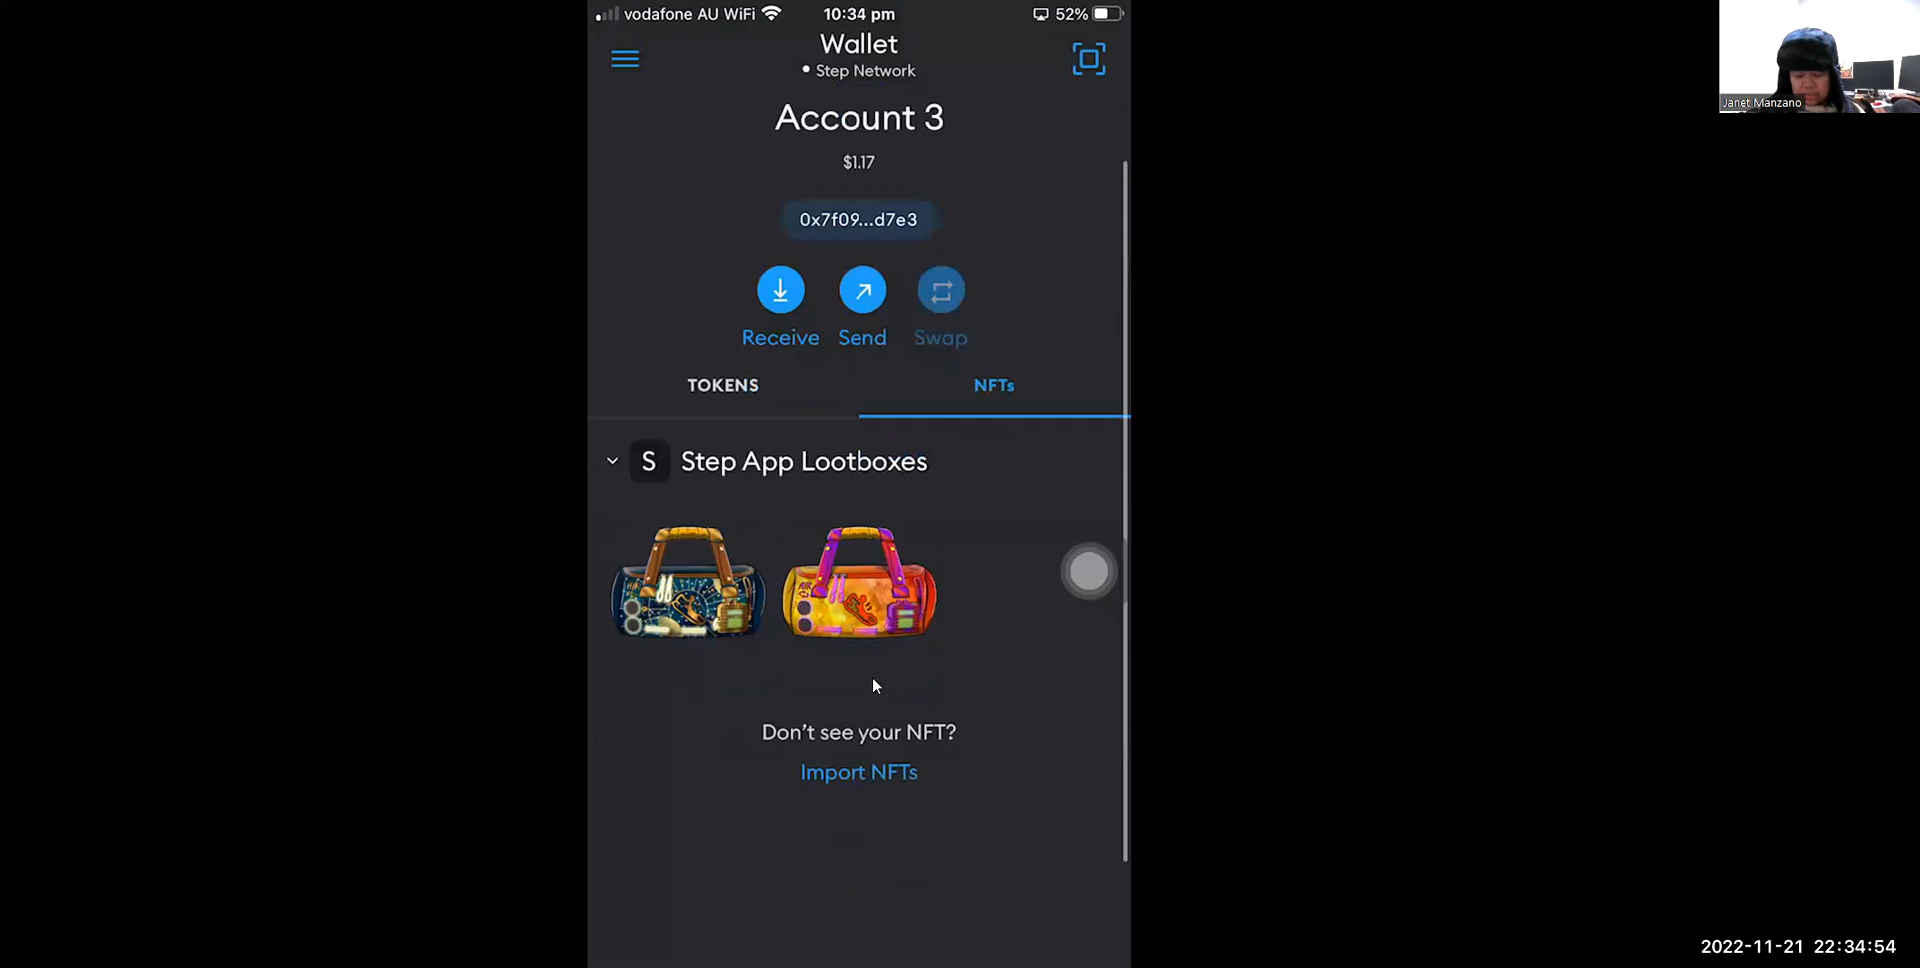 vodafone AU WiFi 10:34 pm 52%
Wallet
Step Network
Account 3
$1.17
0x7f09...d7e3
Receive Send Swap
TOKENS NFTs
S Step App Lootboxes
Don't see your NFT?
Import NFTs
Janet Manzano
2022-11-21 22:34:54